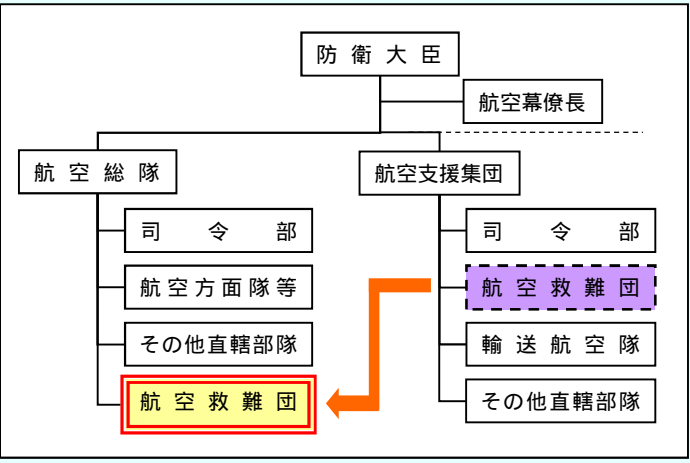 防衛大臣
航空幕僚長
航空総隊
司令部
航空方面隊等
その他直轄部隊
航空救難団
航空支援集団
司令部
航空救難団
輸送航空隊
その他直轄部隊